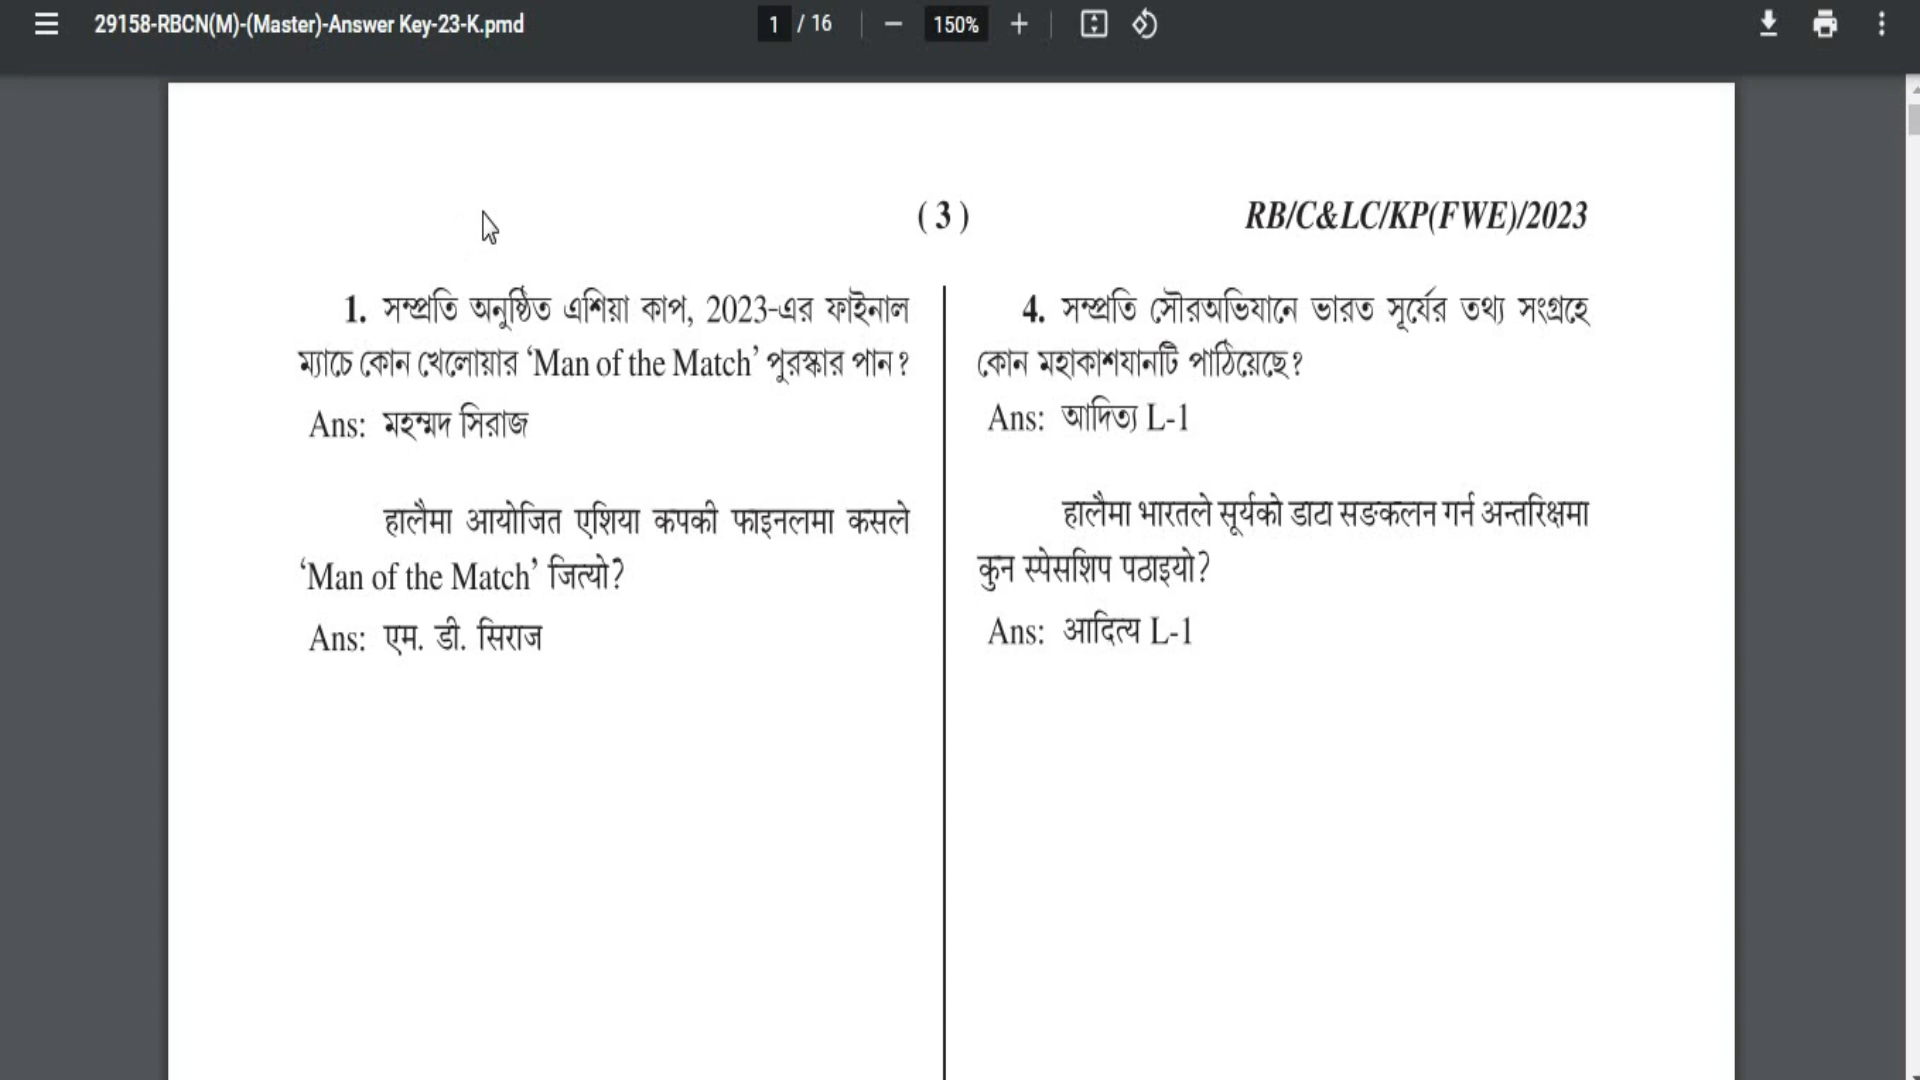 29158-RBCN(M)-(Master)-Answer Key-23-K.pmd
1 / 16
150%
( 3 )
RB/C&LC/KP(FWE)/2023
1. সম্প্রতি অনুষ্ঠিত এশিয়া কাপ, 2023-এর ফাইনাল
ম্যাচে কোন খেলোয়ার ‘Man of the Match’ পুরস্কার পান?
Ans: মহম্মদ সিরাজ
हालैमा आयोजित एशिया कपकी फाइनलमा कसले
‘Man of the Match’ जित्यो?
Ans: एम. डी. सिराज
4. সম্প্রতি সৌরঅভিযানে ভারত সূর্যের তথ্য সংগ্রহে
কোন মহাকাশযানটি পাঠিয়েছে?
Ans: আদিত্য L-1
हालैमा भारतले सूर्यको डाटा सङकलन गर्न अन्तरिक्षमा
कुन स्पेसशिप पठाइयो?
Ans: आदित्य L-1